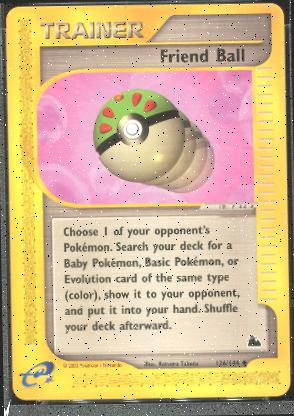 TRAINER
Friend Ball
Choose 1 of your opponent's
Pokémon. Search your deck for a
Baby Pokémon, Basic Pokémon, or
Evolution card of the same type
(color), show it to your opponent,
and put it into your hand. Shuffle
your deck afterward.